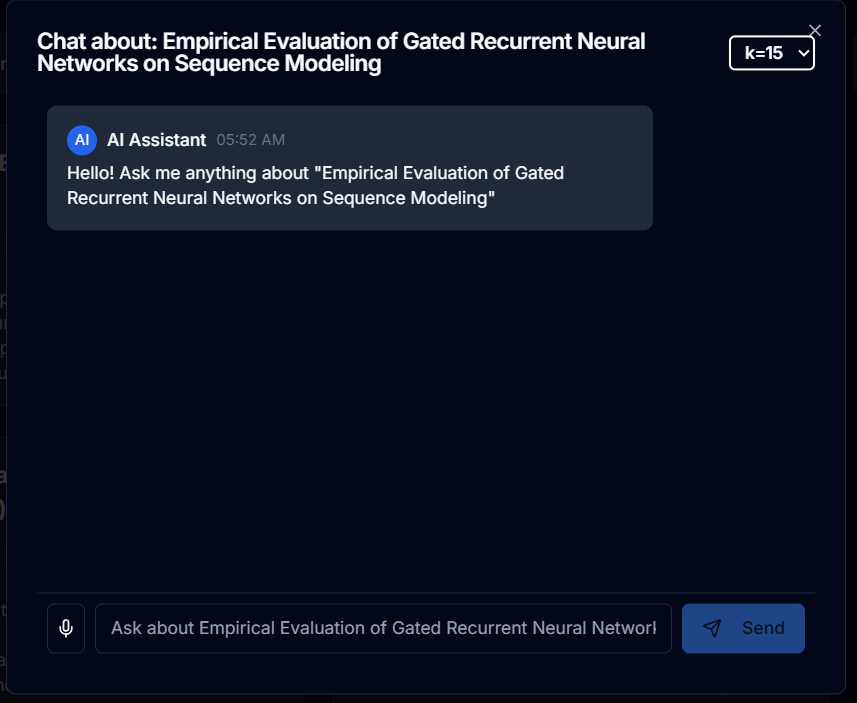 Chat about: Empirical Evaluation of Gated Recurrent Neural
Networks on Sequence Modeling
k=15
AI
AI Assistant 05:52 AM
Hello! Ask me anything about "Empirical Evaluation of Gated
Recurrent Neural Networks on Sequence Modeling"
Ask about Empirical Evaluation of Gated Recurrent Neural Network
Send